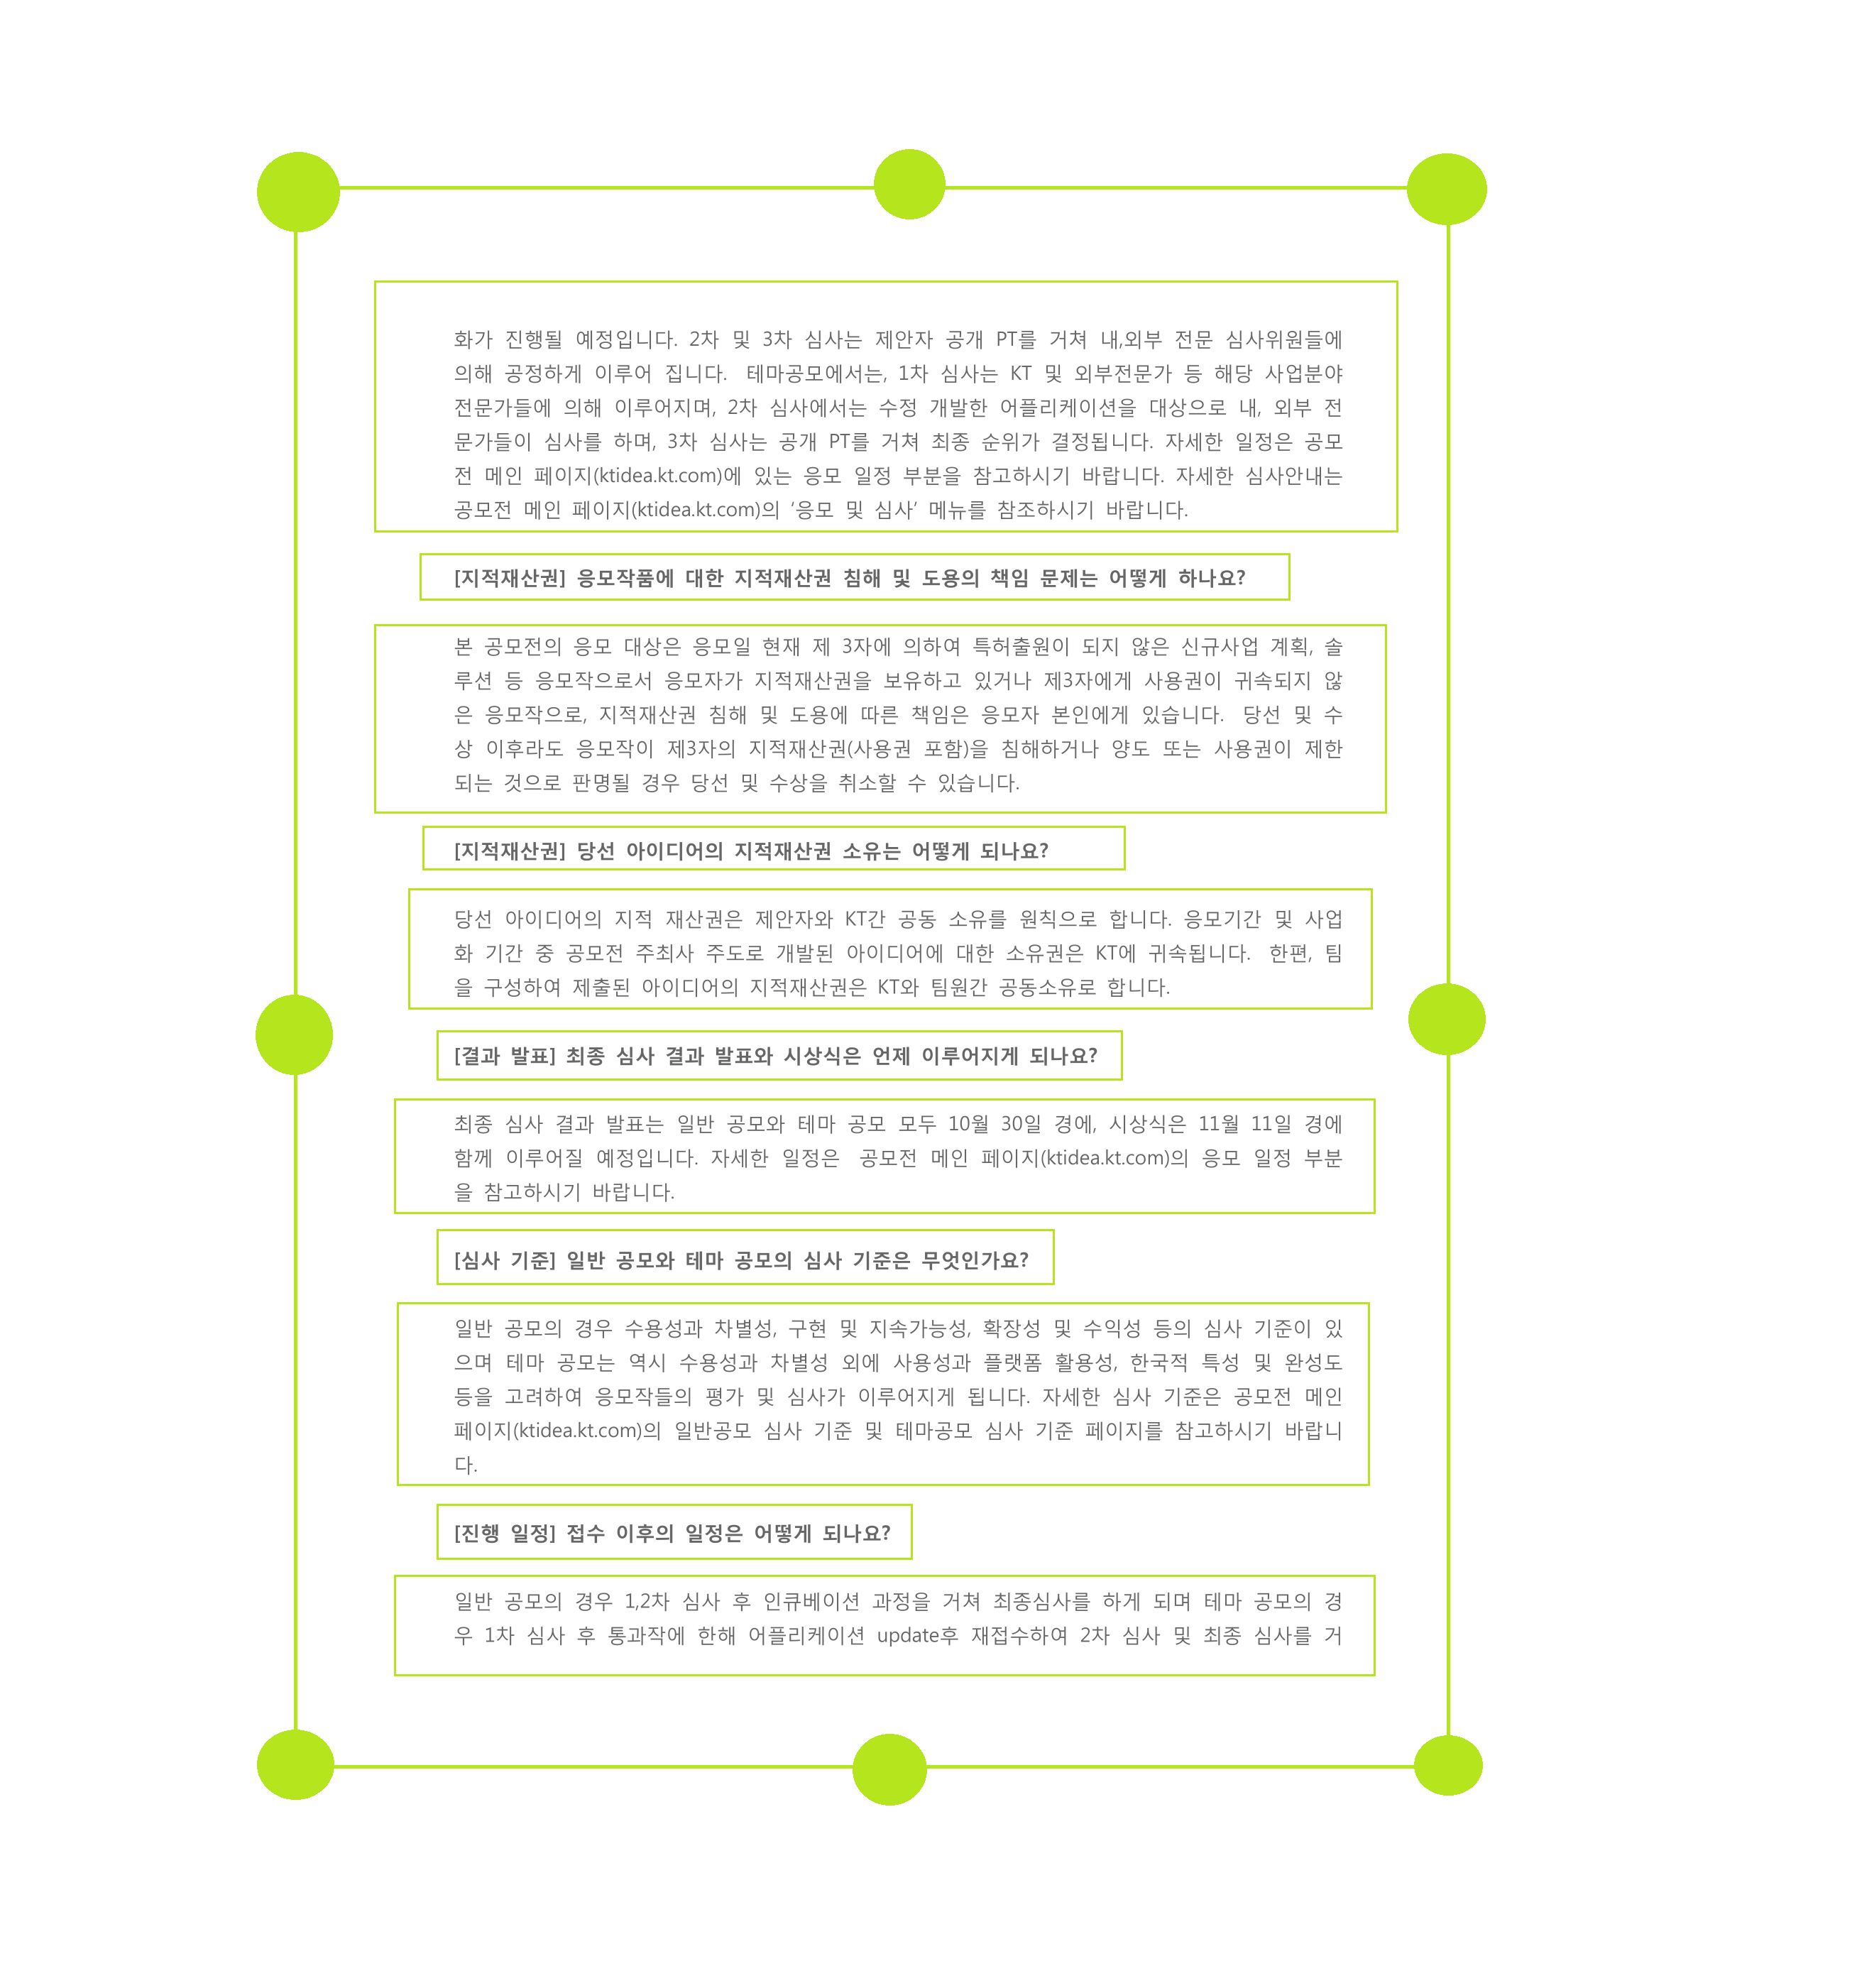 화가 진행될 예정입니다. 2차 및 3차 심사는 제안자 공개 PT를 거쳐 내,외부 전문 심사위원들에
의해 공정하게 이루어 집니다. 테마공모에서는, 1차 심사는 KT 및 외부전문가 등 해당 사업분야
전문가들에 의해 이루어지며, 2차 심사에서는 수정 개발한 어플리케이션을 대상으로 내, 외부 전
문가들이 심사를 하며, 3차 심사는 공개 PT를 거쳐 최종 순위가 결정됩니다. 자세한 일정은 공모
전 메인 페이지(ktidea.kt.com)에 있는 응모 일정 부분을 참고하시기 바랍니다. 자세한 심사안내는
공모전 메인 페이지(ktidea.kt.com)의 ‘응모 및 심사’ 메뉴를 참조하시기 바랍니다.
[지적재산권] 응모작품에 대한 지적재산권 침해 및 도용의 책임 문제는 어떻게 하나요?
본 공모전의 응모 대상은 응모일 현재 제 3자에 의하여 특허출원이 되지 않은 신규사업 계획, 솔
루션 등 응모작으로서 응모자가 지적재산권을 보유하고 있거나 제3자에게 사용권이 귀속되지 않
은 응모작으로, 지적재산권 침해 및 도용에 따른 책임은 응모자 본인에게 있습니다. 당선 및 수
상 이후라도 응모작이 제3자의 지적재산권(사용권 포함)을 침해하거나 양도 또는 사용권이 제한
되는 것으로 판명될 경우 당선 및 수상을 취소할 수 있습니다.
[지적재산권] 당선 아이디어의 지적재산권 소유는 어떻게 되나요?
당선 아이디어의 지적 재산권은 제안자와 KT간 공동 소유를 원칙으로 합니다. 응모기간 및 사업
화 기간 중 공모전 주최사 주도로 개발된 아이디어에 대한 소유권은 KT에 귀속됩니다. 한편, 팀
을 구성하여 제출된 아이디어의 지적재산권은 KT와 팀원간 공동소유로 합니다.
[결과 발표] 최종 심사 결과 발표와 시상식은 언제 이루어지게 되나요?
최종 심사 결과 발표는 일반 공모와 테마 공모 모두 10월 30일 경에, 시상식은 11월 11일 경에
함께 이루어질 예정입니다. 자세한 일정은 공모전 메인 페이지(ktidea.kt.com)의 응모 일정 부분
을 참고하시기 바랍니다.
[심사 기준] 일반 공모와 테마 공모의 심사 기준은 무엇인가요?
일반 공모의 경우 수용성과 차별성, 구현 및 지속가능성, 확장성 및 수익성 등의 심사 기준이 있
으며 테마 공모는 역시 수용성과 차별성 외에 사용성과 플랫폼 활용성, 한국적 특성 및 완성도
등을 고려하여 응모작들의 평가 및 심사가 이루어지게 됩니다. 자세한 심사 기준은 공모전 메인
페이지(ktidea.kt.com)의 일반공모 심사 기준 및 테마공모 심사 기준 페이지를 참고하시기 바랍니
다.
[진행 일정] 접수 이후의 일정은 어떻게 되나요?
일반 공모의 경우 1,2차 심사 후 인큐베이션 과정을 거쳐 최종심사를 하게 되며 테마 공모의 경
우 1차 심사 후 통과작에 한해 어플리케이션 update후 재접수하여 2차 심사 및 최종 심사를 거